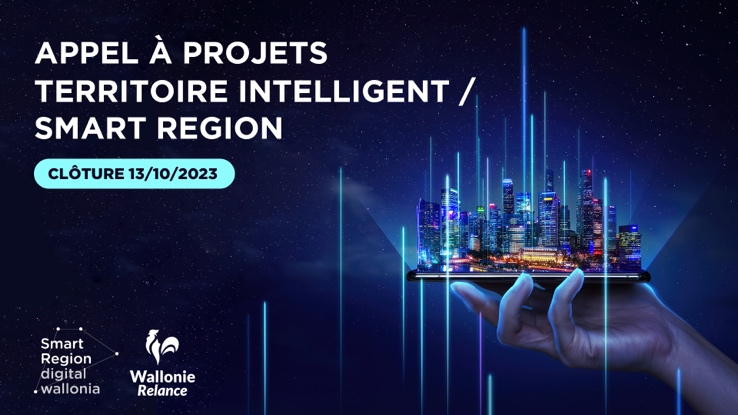 APPEL À PROJETS
TERRITOIRE INTELLIGENT /
SMART REGION
CLÔTURE 13/10/2023
Smart
Region
digital
wallonia
Wallonie
Relance